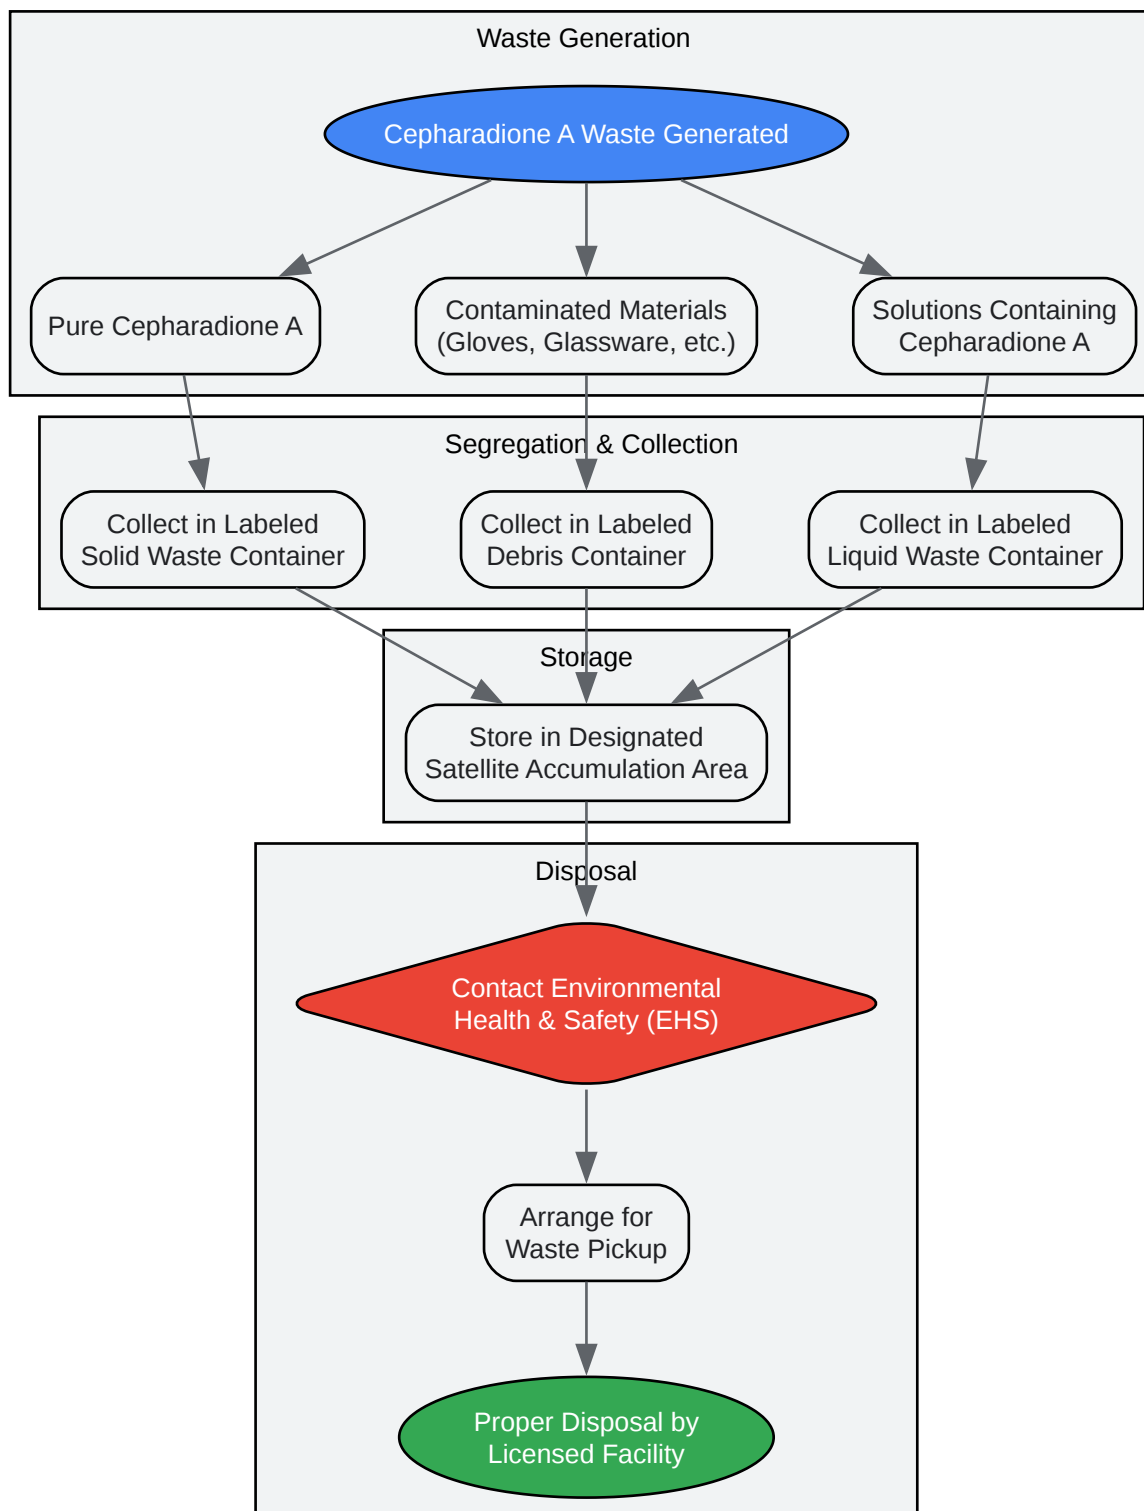 Waste Generation
Cepharadione A Waste Generated
Pure Cepharadione A
Contaminated Materials
(Gloves, Glassware, etc.)
Solutions Containing
Cepharadione A
Segregation & Collection
Collect in Labeled
Solid Waste Container
Collect in Labeled
Debris Container
Collect in Labeled
Liquid Waste Container
Storage
Store in Designated
Satellite Accumulation Area
Disposal
Contact Environmental
Health & Safety (EHS)
Arrange for
Waste Pickup
Proper Disposal by
Licensed Facility